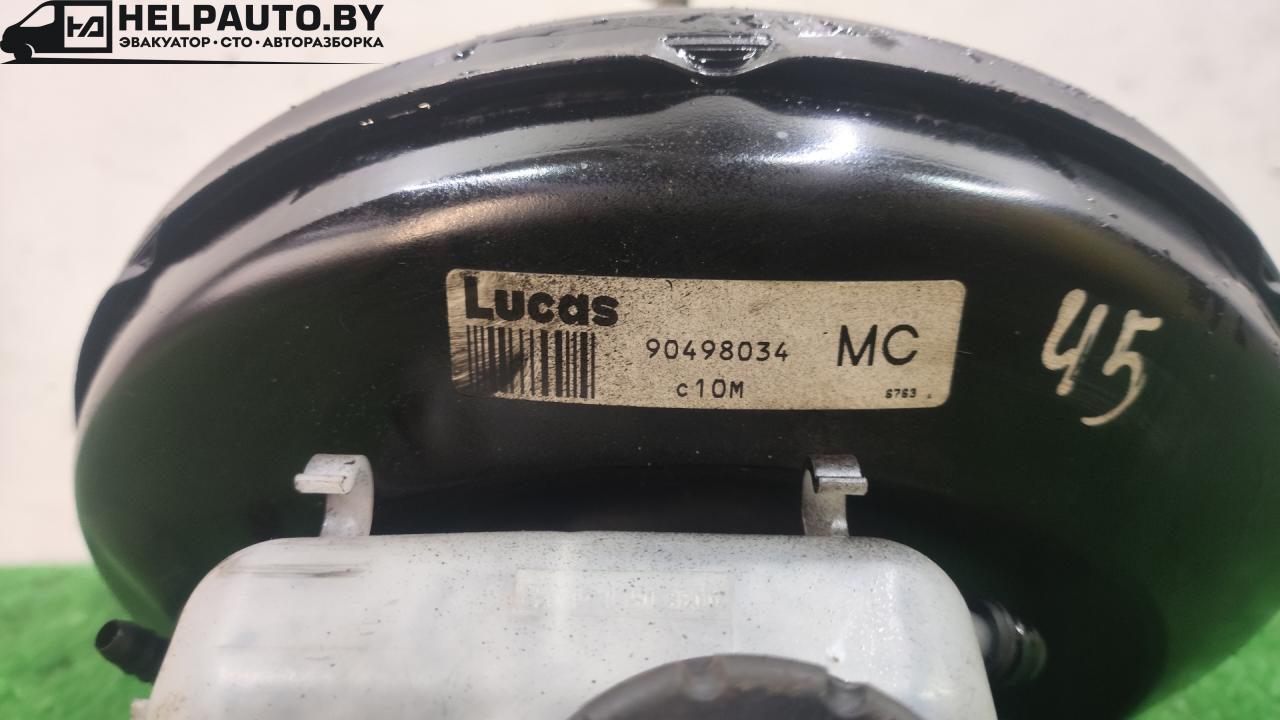 HELPAUTO.BY
ЭВАКУАТОР·СТО·АВТОРАЗБОРКА
Lucas
90498034
MC
c10M
6763
45